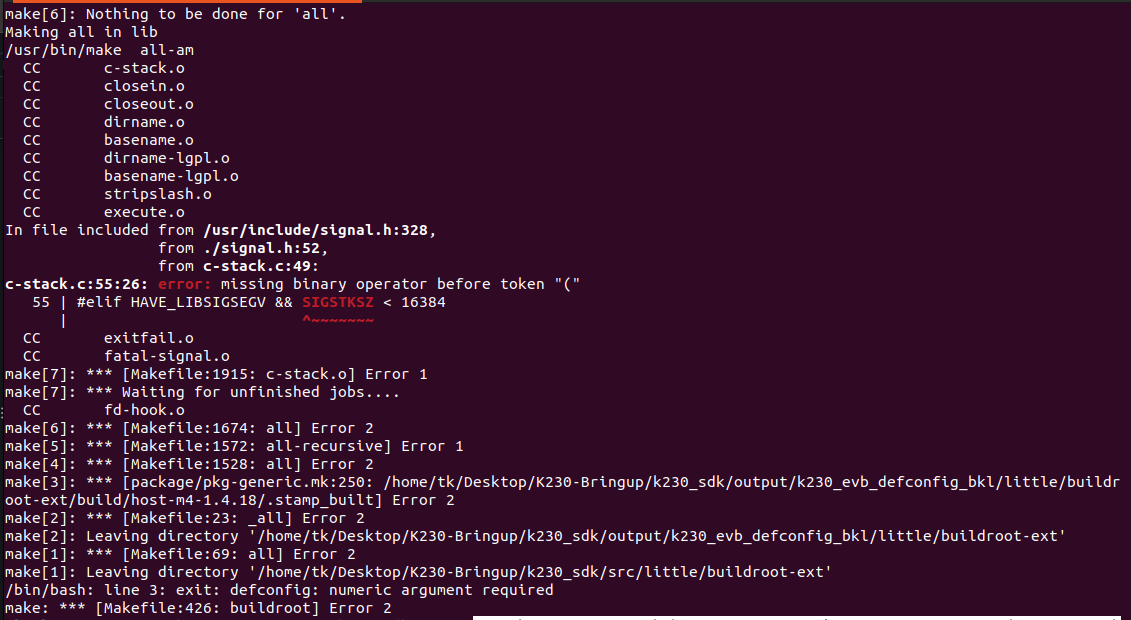 make[6]: Nothing to be done for 'all'.
Making all in lib
/usr/bin/make  all-am
  CC       c-stack.o
  CC       closein.o
  CC       closeout.o
  CC       dirname.o
  CC       basename.o
  CC       dirname-lgpl.o
  CC       basename-lgpl.o
  CC       stripslash.o
  CC       execute.o
In file included from /usr/include/signal.h:328,
                 from ./signal.h:52,
                 from c-stack.c:49:
c-stack.c:55:26: error: missing binary operator before token "("
   55 | #elif HAVE_LIBSIGSEGV && SIGSTKSZ < 16384
      |                          ^~~~~~~~
  CC       exitfail.o
  CC       fatal-signal.o
make[7]: *** [Makefile:1915: c-stack.o] Error 1
make[7]: *** Waiting for unfinished jobs....
  CC       fd-hook.o
make[6]: *** [Makefile:1674: all] Error 2
make[5]: *** [Makefile:1572: all-recursive] Error 1
make[4]: *** [Makefile:1528: all] Error 2
make[3]: *** [package/pkg-generic.mk:250: /home/tk/Desktop/K230-Bringup/k230_sdk/output/k230_evb_defconfig_bkl/little/buildr
oot-ext/build/host-m4-1.4.18/.stamp_built] Error 2
make[2]: *** [Makefile:23: _all] Error 2
make[2]: Leaving directory '/home/tk/Desktop/K230-Bringup/k230_sdk/output/k230_evb_defconfig_bkl/little/buildroot-ext'
make[1]: *** [Makefile:69: all] Error 2
make[1]: Leaving directory '/home/tk/Desktop/K230-Bringup/k230_sdk/src/little/buildroot-ext'
/bin/bash: line 3: exit: defconfig: numeric argument required
make: *** [Makefile:426: buildroot] Error 2